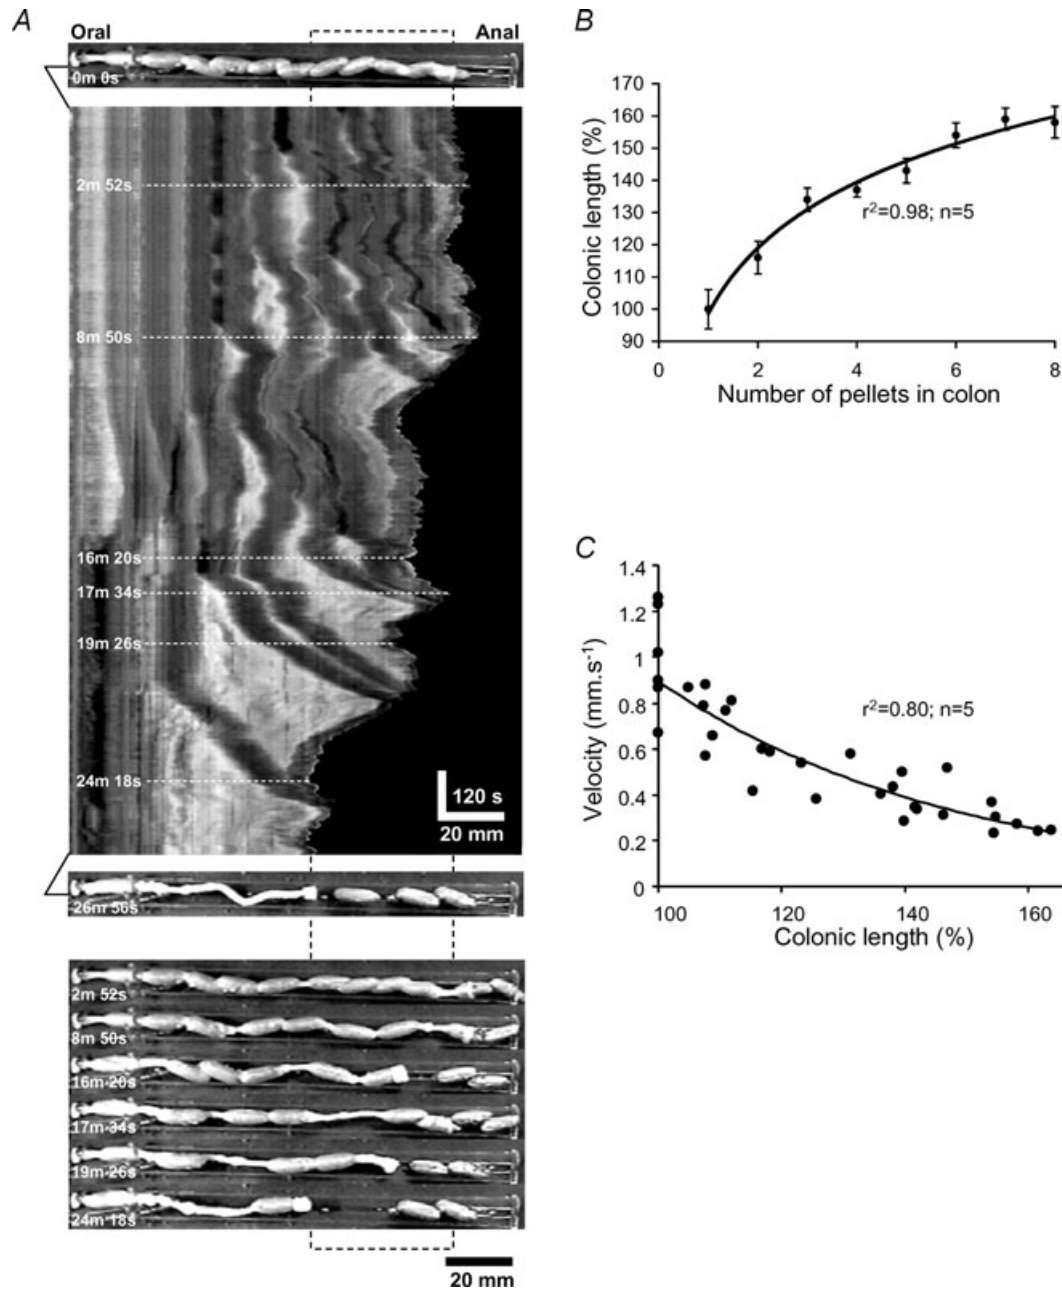 A
Oral Anal
0m 0s
2m 52s
8m 50s
16m 20s
17m 34s
19m 26s
24m 18s
120 s
20 mm
26m 56s
2m 52s
8m 50s
16m 20s
17m 34s
19m 26s
24m 18s
20 mm
B
Colonic length (%)
170
160
150
140
130
120
110
100
90
r²=0.98; n=5
0 2 4 6 8
Number of pellets in colon
C
Velocity (mm.s⁻¹)
1.4
1.2
1
0.8
0.6
0.4
0.2
0
r²=0.80; n=5
100 120 140 160
Colonic length (%)